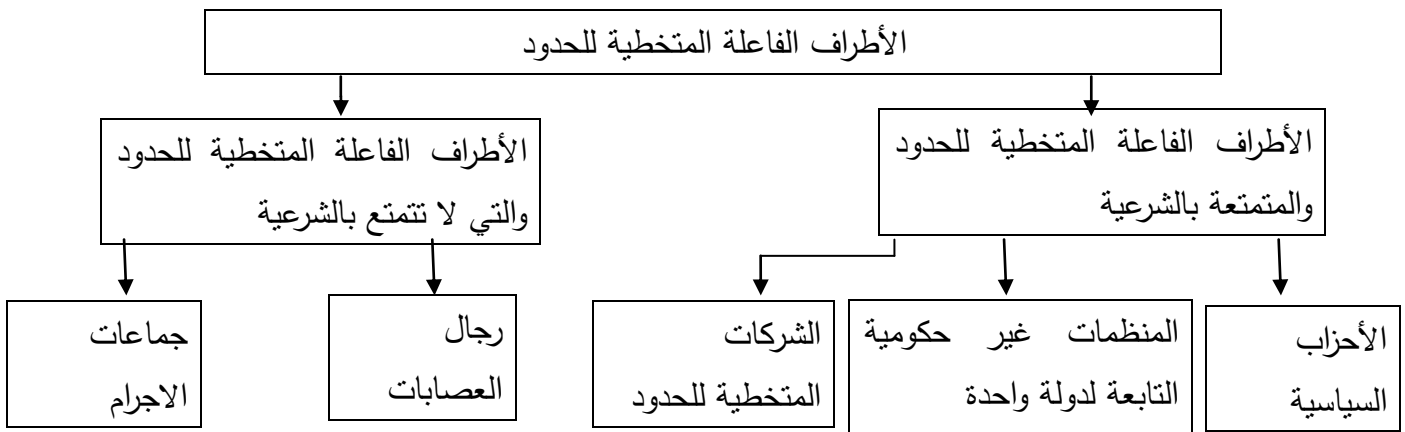 الأطراف الفاعلة المتخطية للحدود
الأطراف الفاعلة المتخطية للحدود
والمتمتعة بالشرعية
الأطراف الفاعلة المتخطية للحدود
والتي لا تتمتع بالشرعية
الأحزاب
السياسية
المنظمات غير حكومية
التابعة لدولة واحدة
الشركات
المتخطية للحدود
رجال
العصابات
جماعات
الاجرام